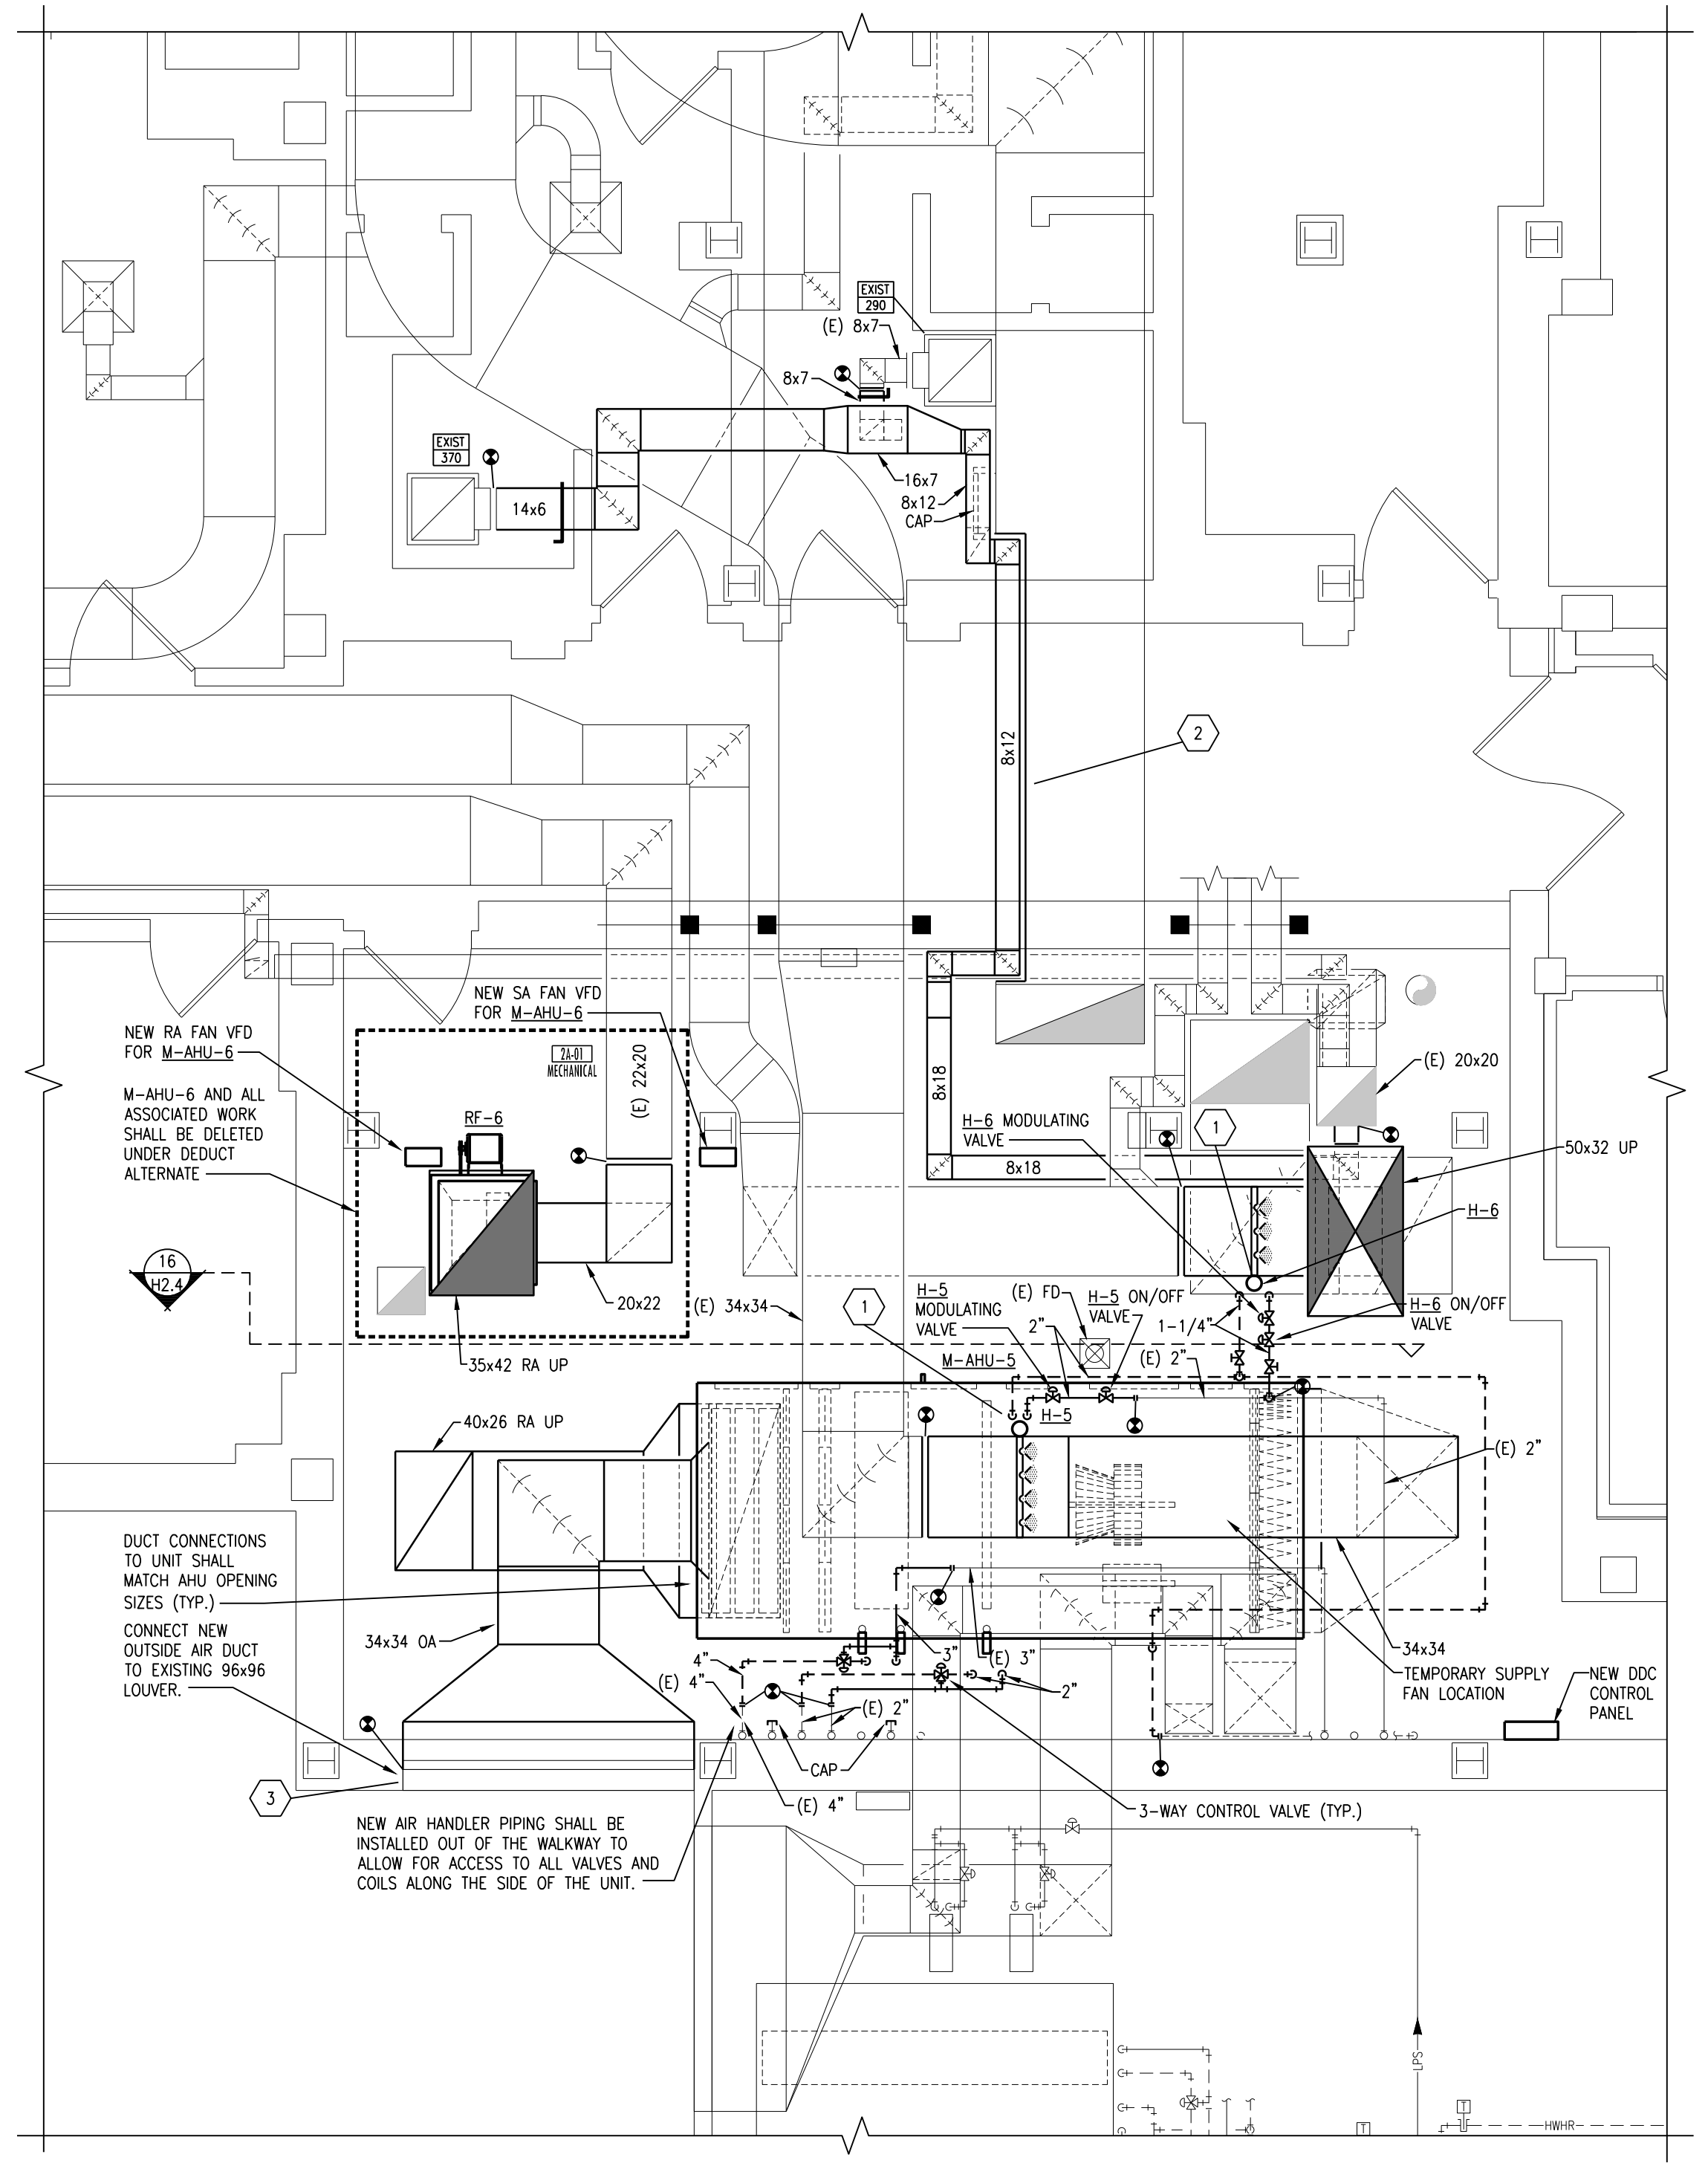 EXIST
290
(E) 8x7
8x7
EXIST
370
14x6
16x7
8x12
CAP
8x12
2
NEW SA FAN VFD
FOR M-AHU-6
NEW RA FAN VFD
FOR M-AHU-6
2A-01
MECHANICAL
(E) 22x20
M-AHU-6 AND ALL
ASSOCIATED WORK
SHALL BE DELETED
UNDER DEDUCT
ALTERNATE
RF-6
8x18
(E) 20x20
H-6 MODULATING
VALVE
1
50x32 UP
8x18
H-6
16
H2.4
20x22
(E) 34x34
1
H-5
MODULATING
VALVE
(E) FD
H-5 ON/OFF
VALVE
2"
1-1/4"
H-6 ON/OFF
VALVE
35x42 RA UP
M-AHU-5
(E) 2"
H-5
40x26 RA UP
(E) 2"
DUCT CONNECTIONS
TO UNIT SHALL
MATCH AHU OPENING
SIZES (TYP.)
CONNECT NEW
OUTSIDE AIR DUCT
TO EXISTING 96x96
LOUVER.
34x34 OA
3"
(E) 3"
34x34
4"
(E) 4"
(E) 2"
2"
TEMPORARY SUPPLY
FAN LOCATION
NEW DDC
CONTROL
PANEL
CAP
3
(E) 4"
3-WAY CONTROL VALVE (TYP.)
NEW AIR HANDLER PIPING SHALL BE
INSTALLED OUT OF THE WALKWAY TO
ALLOW FOR ACCESS TO ALL VALVES AND
COILS ALONG THE SIDE OF THE UNIT.
LPS
T
T
HWHR